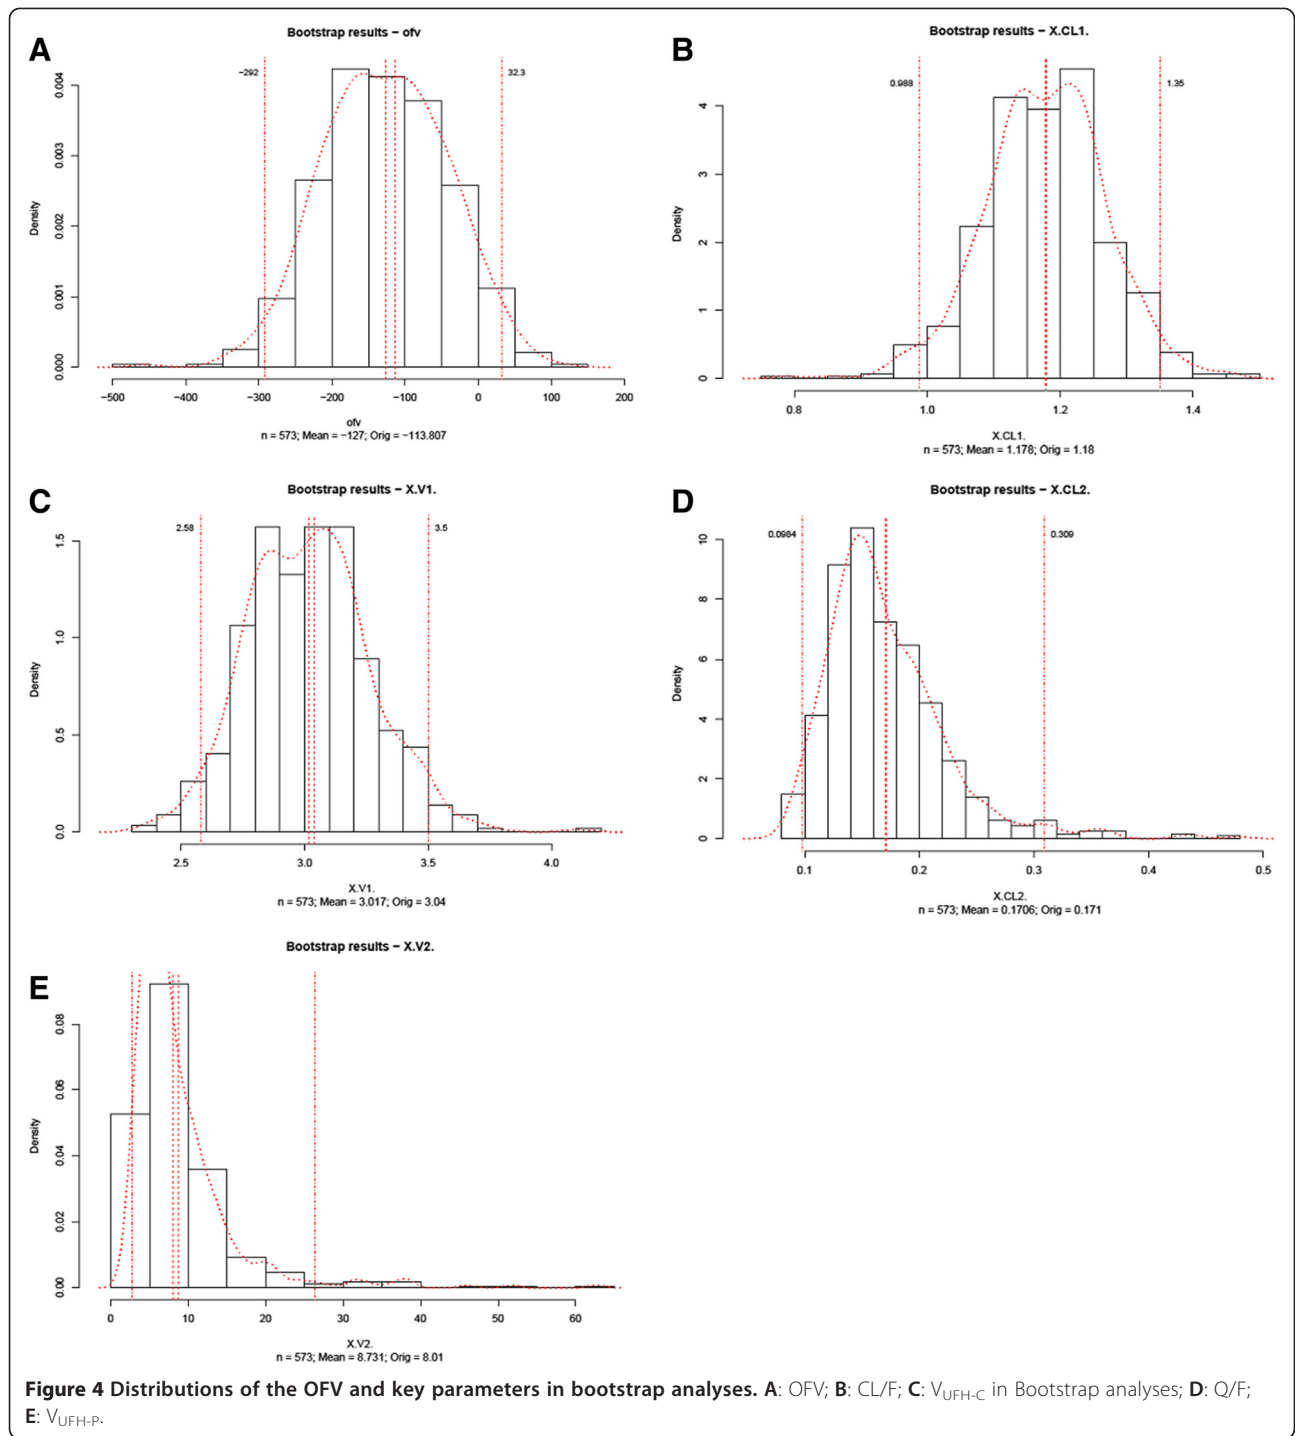 A
Bootstrap results − ofv
−292
32.3
Density
0.000
0.001
0.002
0.003
0.004
−500 −400 −300 −200 −100 0 100 200
ofv
n = 573; Mean = −127; Orig = −113.807
B
Bootstrap results − X.CL1.
0.988
1.35
Density
0
1
2
3
4
0.8 1.0 1.2 1.4
X.CL1.
n = 573; Mean = 1.178; Orig = 1.18
C
Bootstrap results − X.V1.
2.58
3.5
Density
0.0
0.5
1.0
1.5
2.5 3.0 3.5 4.0
X.V1.
n = 573; Mean = 3.017; Orig = 3.04
D
Bootstrap results − X.CL2.
0.0984
0.309
Density
0
2
4
6
8
10
0.1 0.2 0.3 0.4 0.5
X.CL2.
n = 573; Mean = 0.1706; Orig = 0.171
E
Bootstrap results − X.V2.
Density
0.00
0.02
0.04
0.06
0.08
0 10 20 30 40 50 60
X.V2.
n = 573; Mean = 8.731; Orig = 8.01
Figure 4 Distributions of the OFV and key parameters in bootstrap analyses. A: OFV; B: CL/F; C: VUFH-C in Bootstrap analyses; D: Q/F;
E: VUFH-P.